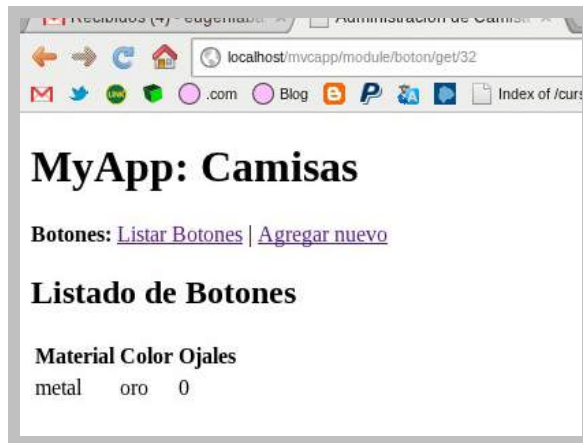 Recibidos (4) - eugeniaba
Administración de Camis
localhost/mvcapp/module/boton/get/32
.com Blog Index of /curs
MyApp: Camisas
Botones: Listar Botones | Agregar nuevo
Listado de Botones
Material Color Ojales
metal oro 0